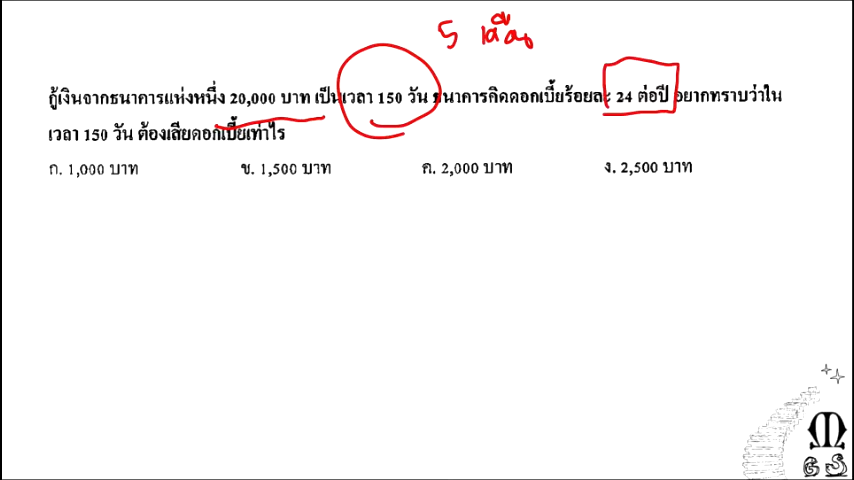 5 เดือน
กู้เงินจากธนาคารแห่งหนึ่ง 20,000 บาท เป็นเวลา 150 วัน ธนาคารคิดดอกเบี้ยร้อยละ 24 ต่อปี อยากทราบว่าใน
เวลา 150 วัน ต้องเสียดอกเบี้ยเท่าไร
ก. 1,000 บาท ข. 1,500 บาท ค. 2,000 บาท ง. 2,500 บาท